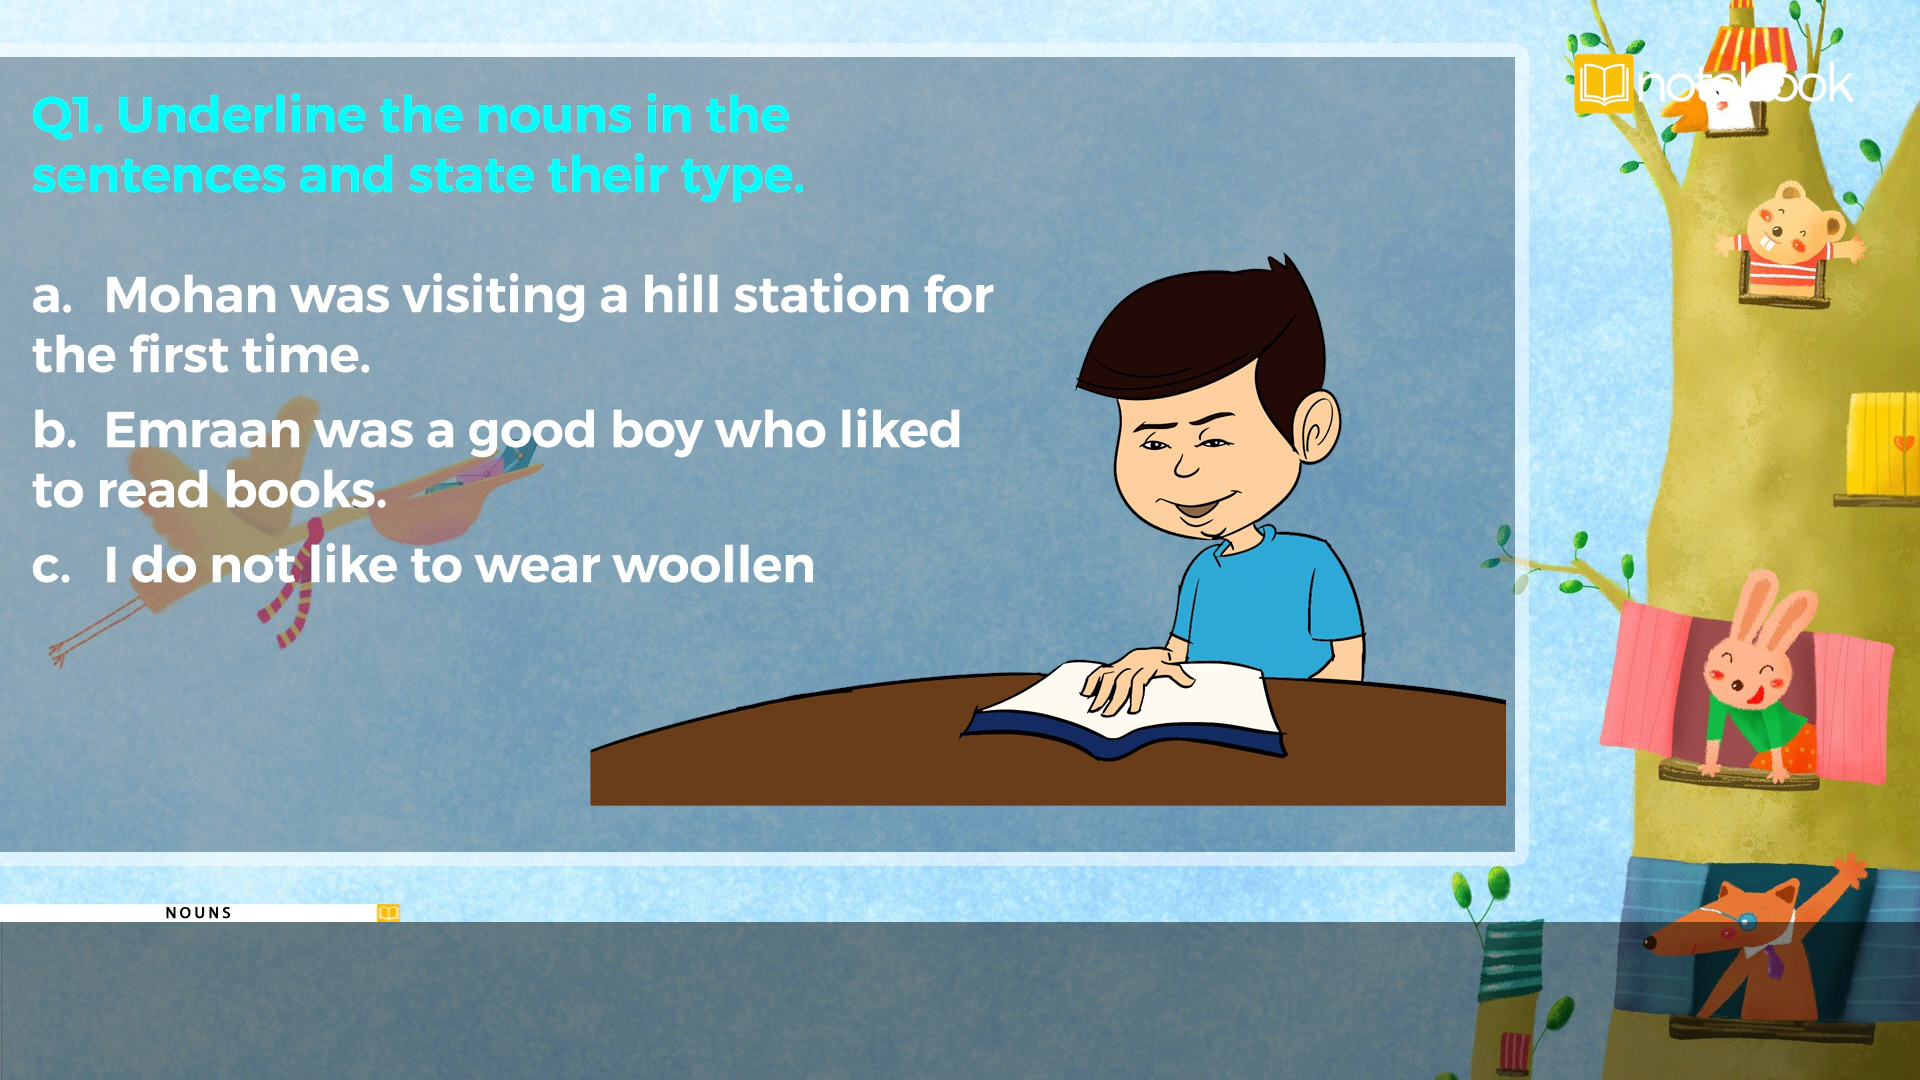 Q1. Underline the nouns in the
sentences and state their type.
a. Mohan was visiting a hill station for
the first time.
b. Emraan was a good boy who liked
to read books.
c. I do not like to wear woollen
notebook
NOUNS